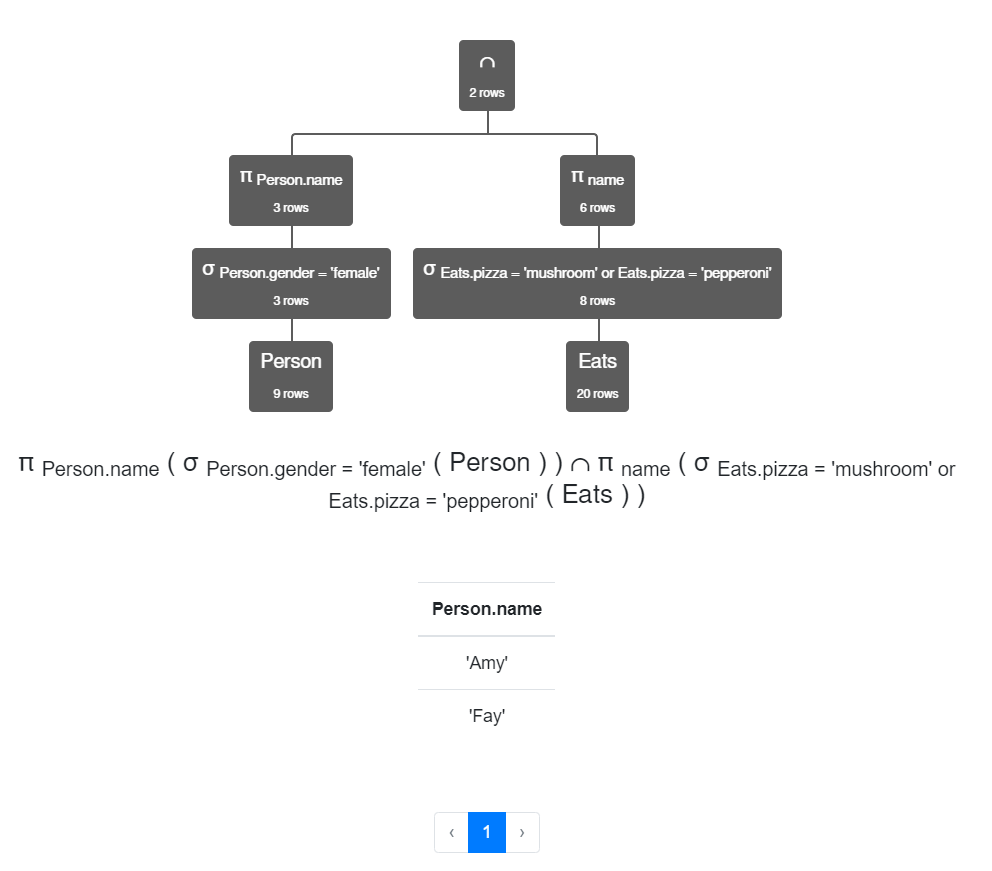 ∩
2 rows
π Person.name
3 rows
π name
6 rows
σ Person.gender = 'female'
3 rows
σ Eats.pizza = 'mushroom' or Eats.pizza = 'pepperoni'
8 rows
Person
9 rows
Eats
20 rows
π Person.name ( σ Person.gender = 'female' ( Person ) ) ∩ π name ( σ Eats.pizza = 'mushroom' or
Eats.pizza = 'pepperoni' ( Eats ) )
Person.name
'Amy'
'Fay'
‹ 1 ›